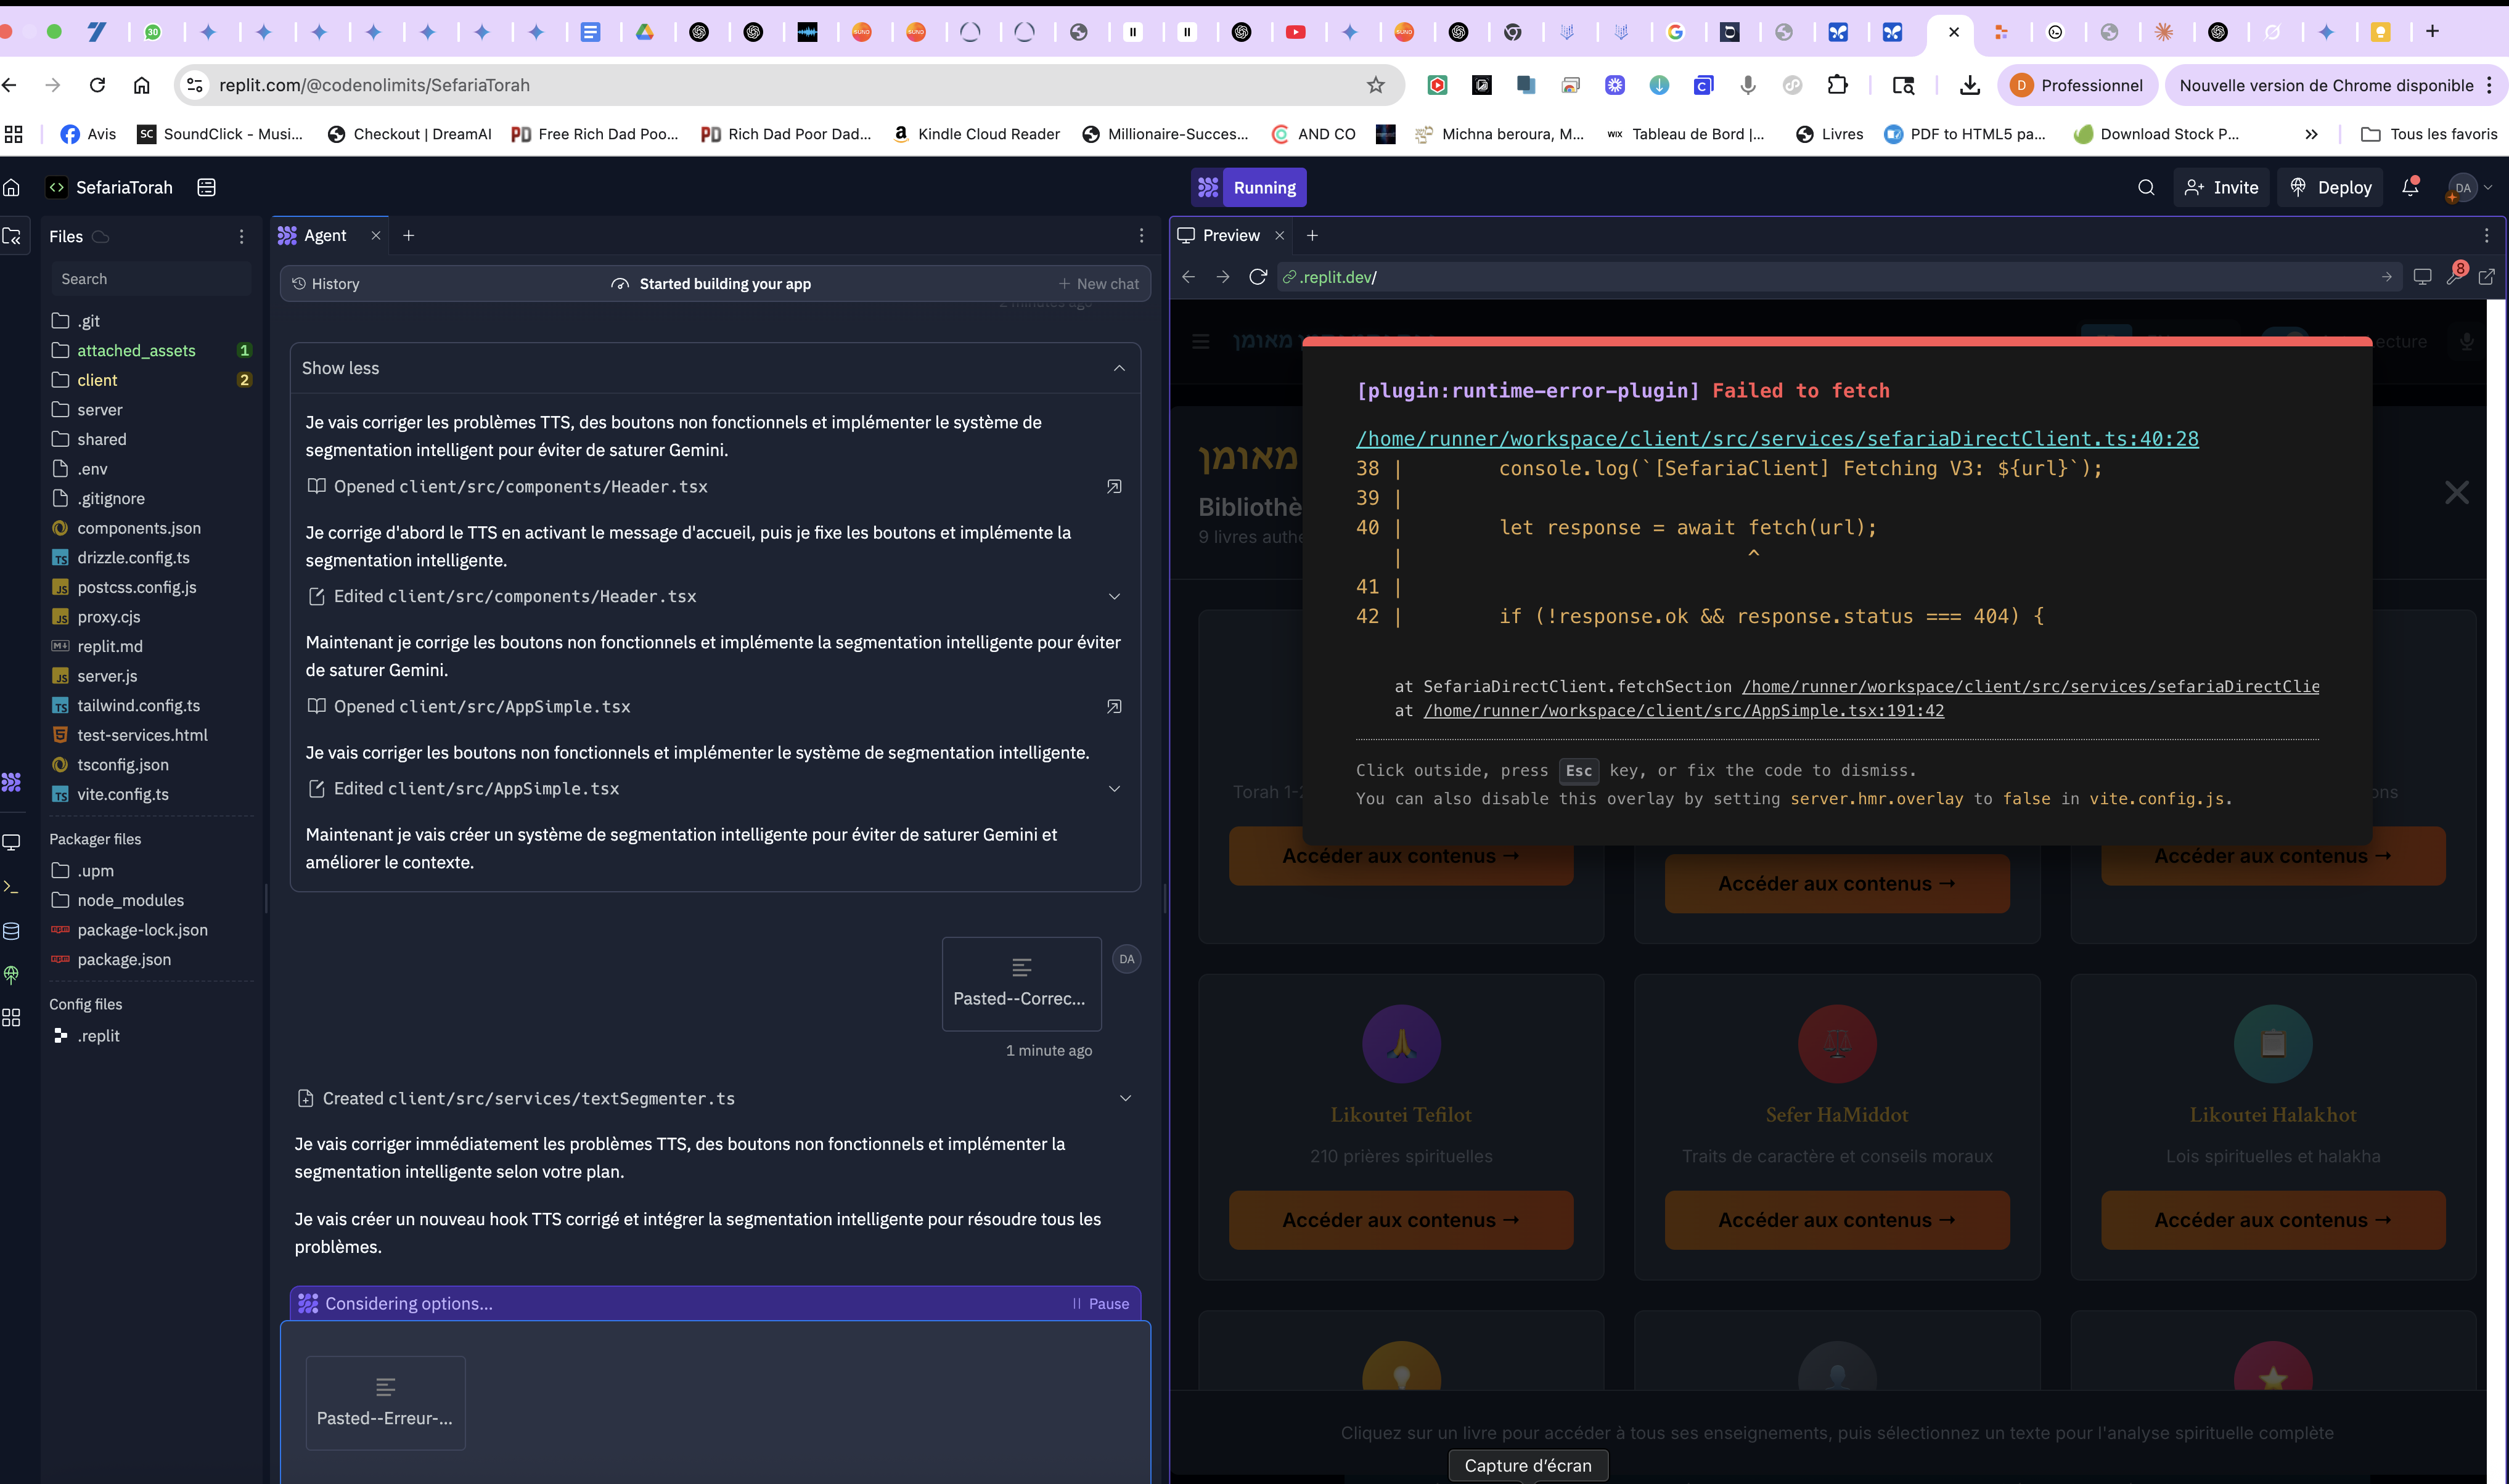 30
replit.com/@codenolimits/SefariaTorah
D Professionnel
Nouvelle version de Chrome disponible
Avis
SC SoundClick - Musi...
Checkout | DreamAI
PD Free Rich Dad Poo...
PD Rich Dad Poor Dad...
Kindle Cloud Reader
Millionaire-Succes...
AND CO
Michna beroura, M...
WIX Tableau de Bord |...
Livres
PDF to HTML5 pa...
Download Stock P...
Tous les favoris
SefariaTorah
Running
Invite
Deploy
DA
Files
Search
.git
attached_assets 1
client 2
server
shared
.env
.gitignore
components.json
drizzle.config.ts
postcss.config.js
proxy.cjs
replit.md
server.js
tailwind.config.ts
test-services.html
tsconfig.json
vite.config.ts
Packager files
.upm
node_modules
package-lock.json
package.json
Config files
.replit
Agent
History
Started building your app
New chat
2 minutes ago
Show less
Je vais corriger les problèmes TTS, des boutons non fonctionnels et implémenter le système de
segmentation intelligent pour éviter de saturer Gemini.
Opened client/src/components/Header.tsx
Je corrige d'abord le TTS en activant le message d'accueil, puis je fixe les boutons et implémente la
segmentation intelligente.
Edited client/src/components/Header.tsx
Maintenant je corrige les boutons non fonctionnels et implémente la segmentation intelligente pour éviter
de saturer Gemini.
Opened client/src/AppSimple.tsx
Je vais corriger les boutons non fonctionnels et implémenter le système de segmentation intelligente.
Edited client/src/AppSimple.tsx
Maintenant je vais créer un système de segmentation intelligente pour éviter de saturer Gemini et
améliorer le contexte.
Pasted--Correc...
DA
1 minute ago
Created client/src/services/textSegmenter.ts
Je vais corriger immédiatement les problèmes TTS, des boutons non fonctionnels et implémenter la
segmentation intelligente selon votre plan.
Je vais créer un nouveau hook TTS corrigé et intégrer la segmentation intelligente pour résoudre tous les
problèmes.
Considering options...
Pause
Pasted--Erreur-...
Preview
.replit.dev/
8
מאומן
ecture
[plugin:runtime-error-plugin] Failed to fetch
/home/runner/workspace/client/src/services/sefariaDirectClient.ts:40:28
38 | console.log(`[SefariaClient] Fetching V3: ${url}`);
39 |
40 | let response = await fetch(url);
| ^
41 |
42 | if (!response.ok && response.status === 404) {
at SefariaDirectClient.fetchSection /home/runner/workspace/client/src/services/sefariaDirectClie
at /home/runner/workspace/client/src/AppSimple.tsx:191:42
Click outside, press Esc key, or fix the code to dismiss.
You can also disable this overlay by setting server.hmr.overlay to false in vite.config.js.
מאומן
Bibliothè
9 livres authe
Torah 1-2
ons
Accéder aux contenus →
Accéder aux contenus →
Accéder aux contenus →
Likoutei Tefilot
210 prières spirituelles
Accéder aux contenus →
Sefer HaMiddot
Traits de caractère et conseils moraux
Accéder aux contenus →
Likoutei Halakhot
Lois spirituelles et halakha
Accéder aux contenus →
Cliquez sur un livre pour accéder à tous ses enseignements, puis sélectionnez un texte pour l'analyse spirituelle complète
Capture d'écran